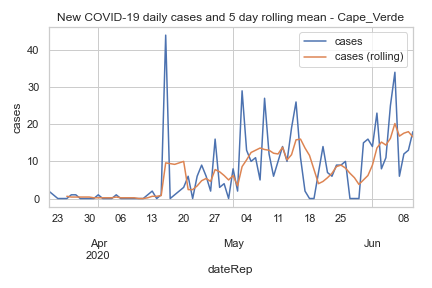 New COVID-19 daily cases and 5 day rolling mean - Cape_Verde
cases
cases (rolling)
40
30
20
10
0
cases
23 30 06 13 20 27 04 11 18 25 01 08
Apr May Jun
2020
dateRep